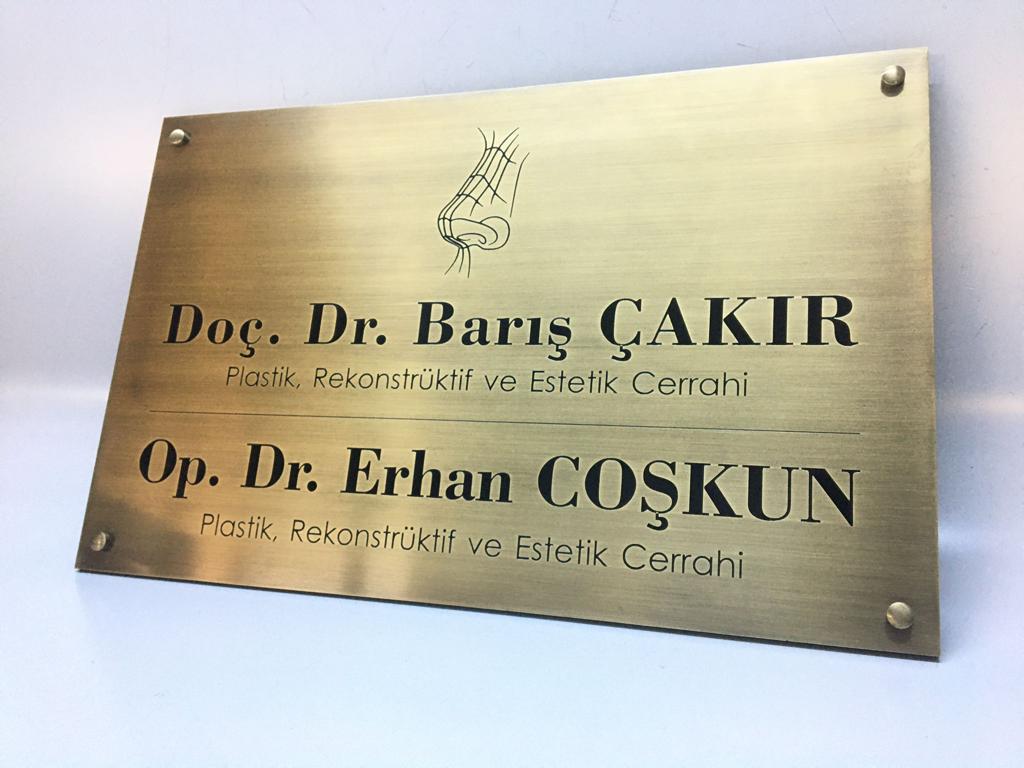 Doç. Dr. Barış ÇAKIR
Plastik, Rekonstrüktif ve Estetik Cerrahi
Op. Dr. Erhan COŞKUN
Plastik, Rekonstrüktif ve Estetik Cerrahi